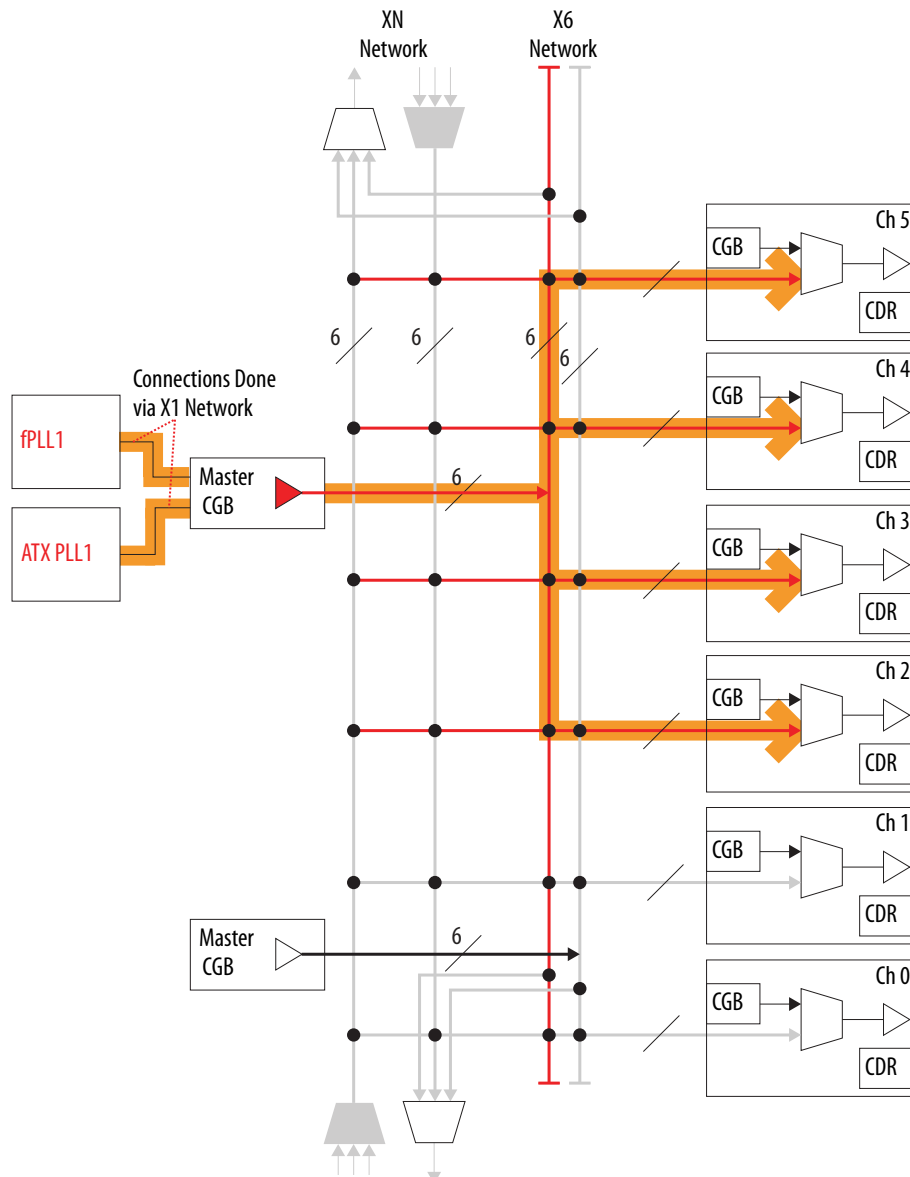 XN
Network
X6
Network
Ch 5
CGB
CDR
6
6
6
6
Ch 4
CGB
CDR
Connections Done
via X1 Network
fPLL1
Master
CGB
6
ATX PLL1
Ch 3
CGB
CDR
Ch 2
CGB
CDR
Ch 1
CGB
CDR
Master
CGB
6
Ch 0
CGB
CDR